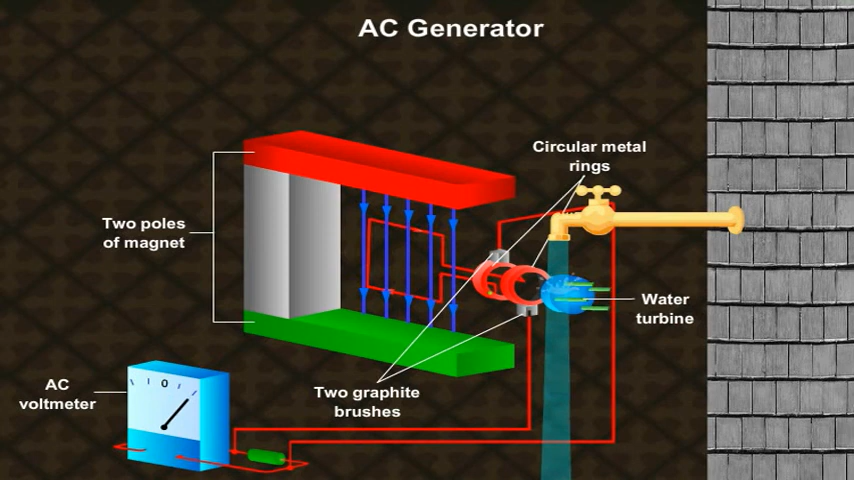 AC Generator
Circular metal
rings
Two poles
of magnet
Water
turbine
AC
voltmeter
0
Two graphite
brushes